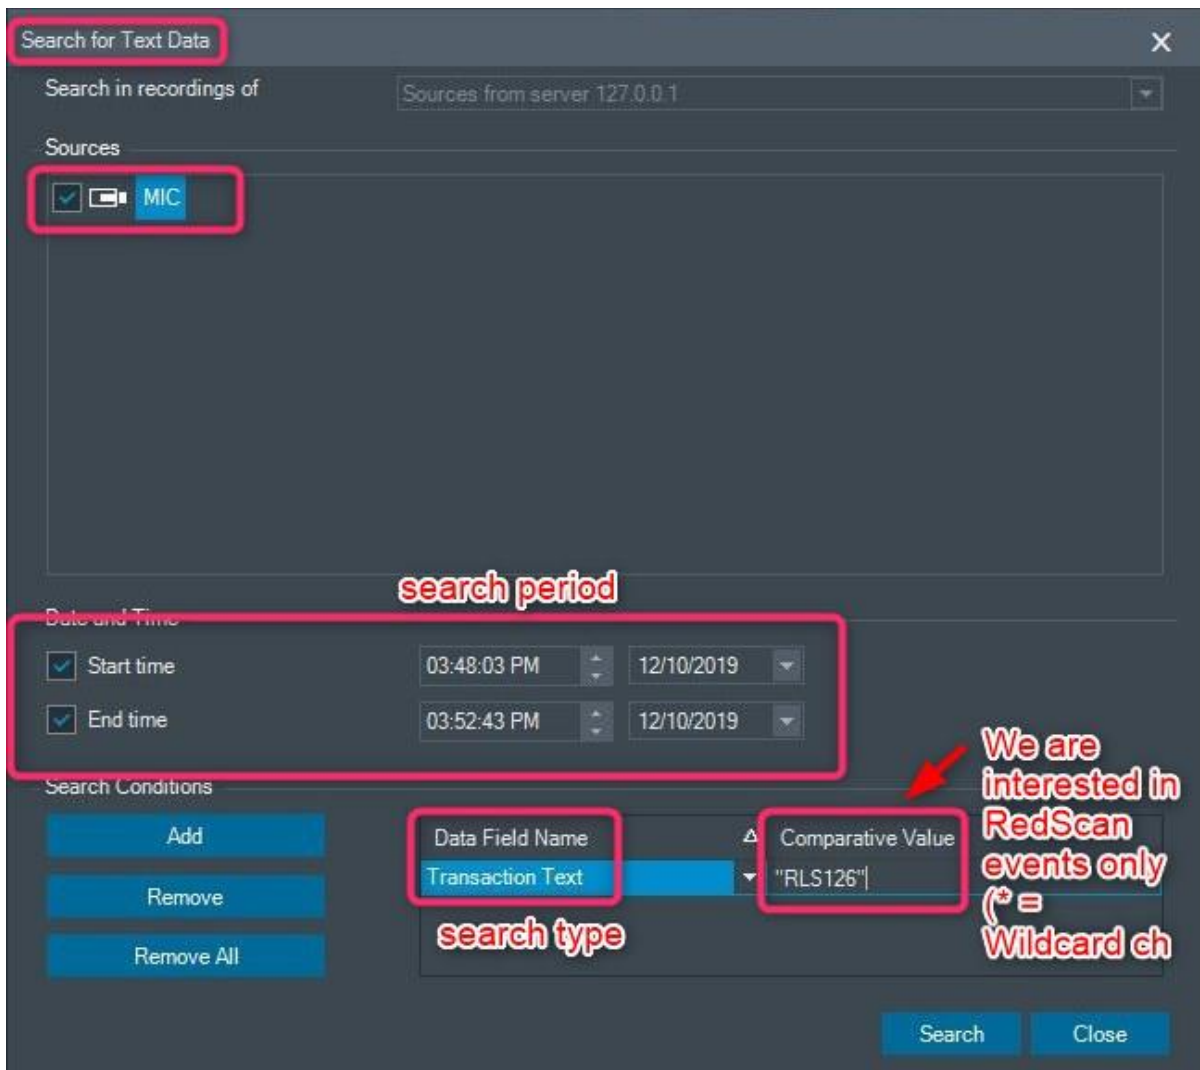 Search for Text Data
Search in recordings of
Sources from server 127.0.0.1
Sources
MIC
search period
Date and Time
Start time 03:48:03 PM 12/10/2019
End time 03:52:43 PM 12/10/2019
Search Conditions
Add
Remove
Remove All
Data Field Name Comparative Value
Transaction Text "RLS126"
search type
We are
interested in
RedScan
events only
(* =
Wildcard ch
Search Close